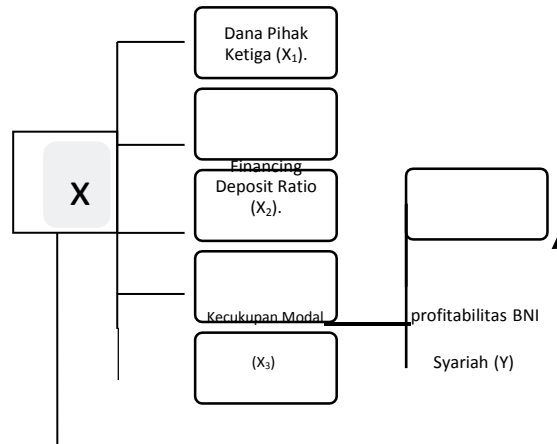 Dana Pihak
Ketiga (X₁).
Financing
Deposit Ratio
(X₂).
X
Kecukupan Modal
(X₃)
profitabilitas BNI
Syariah (Y)